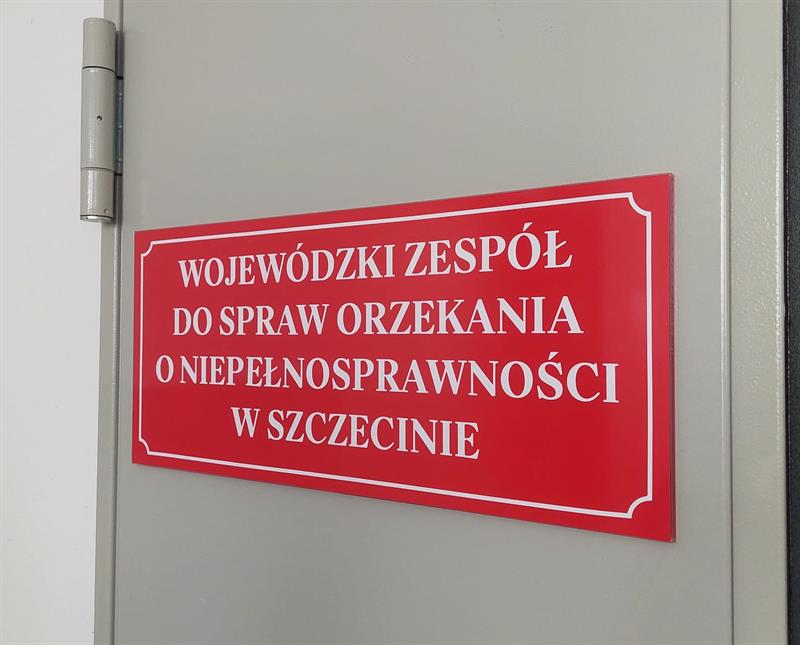 WOJEWÓDZKI ZESPÓŁ
DO SPRAW ORZEKANIA
O NIEPEŁNOSPRAWNOŚCI
W SZCZECINIE